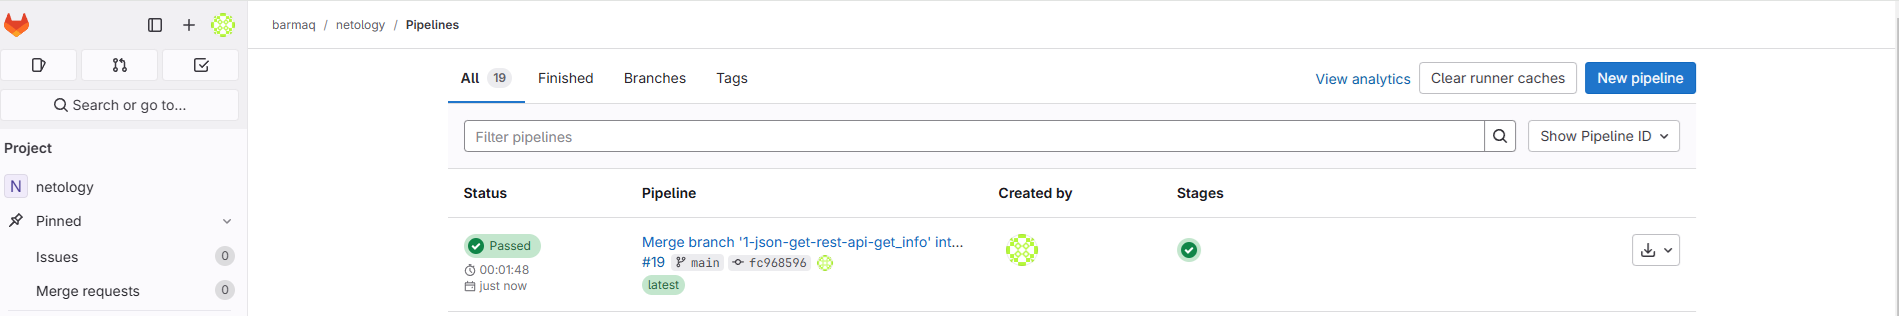 barmaq / netology / Pipelines
Search or go to...
Project
N netology
Pinned
Issues 0
Merge requests 0
All 19 Finished Branches Tags
View analytics Clear runner caches New pipeline
Filter pipelines Show Pipeline ID
Status Pipeline Created by Stages
Passed
00:01:48
just now
Merge branch '1-json-get-rest-api-get_info' int...
#19 main fc968596
latest